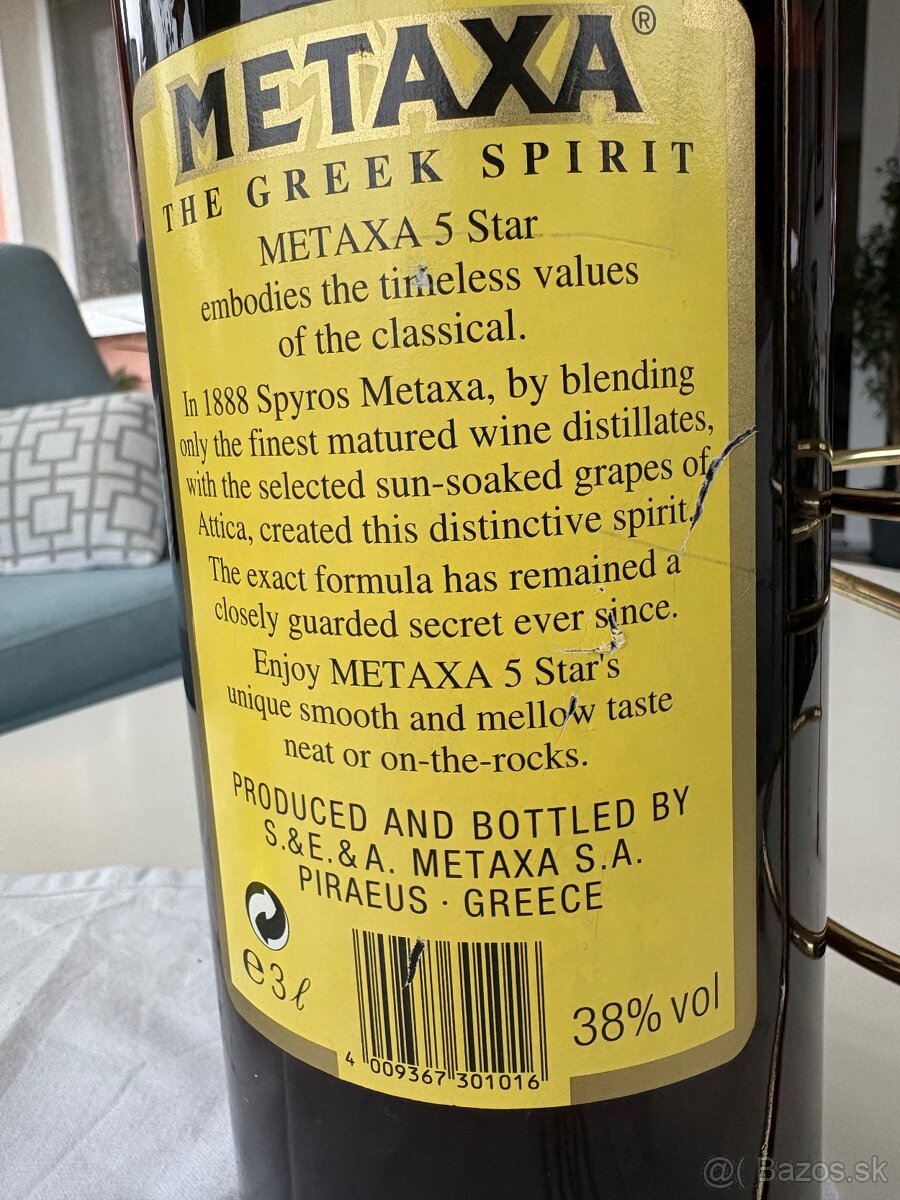 METAXA®
THE GREEK SPIRIT
METAXA 5 Star
embodies the timeless values
of the classical.
In 1888 Spyros Metaxa, by blending
only the finest matured wine distillates,
with the selected sun-soaked grapes of
Attica, created this distinctive spirit.
The exact formula has remained a
closely guarded secret ever since.
Enjoy METAXA 5 Star's
unique smooth and mellow taste
neat or on-the-rocks.
PRODUCED AND BOTTLED BY
S.&E.&A. METAXA S.A.
PIRAEUS · GREECE
℮3ℓ
38% vol
4 009367 301016
@( Bazos.sk